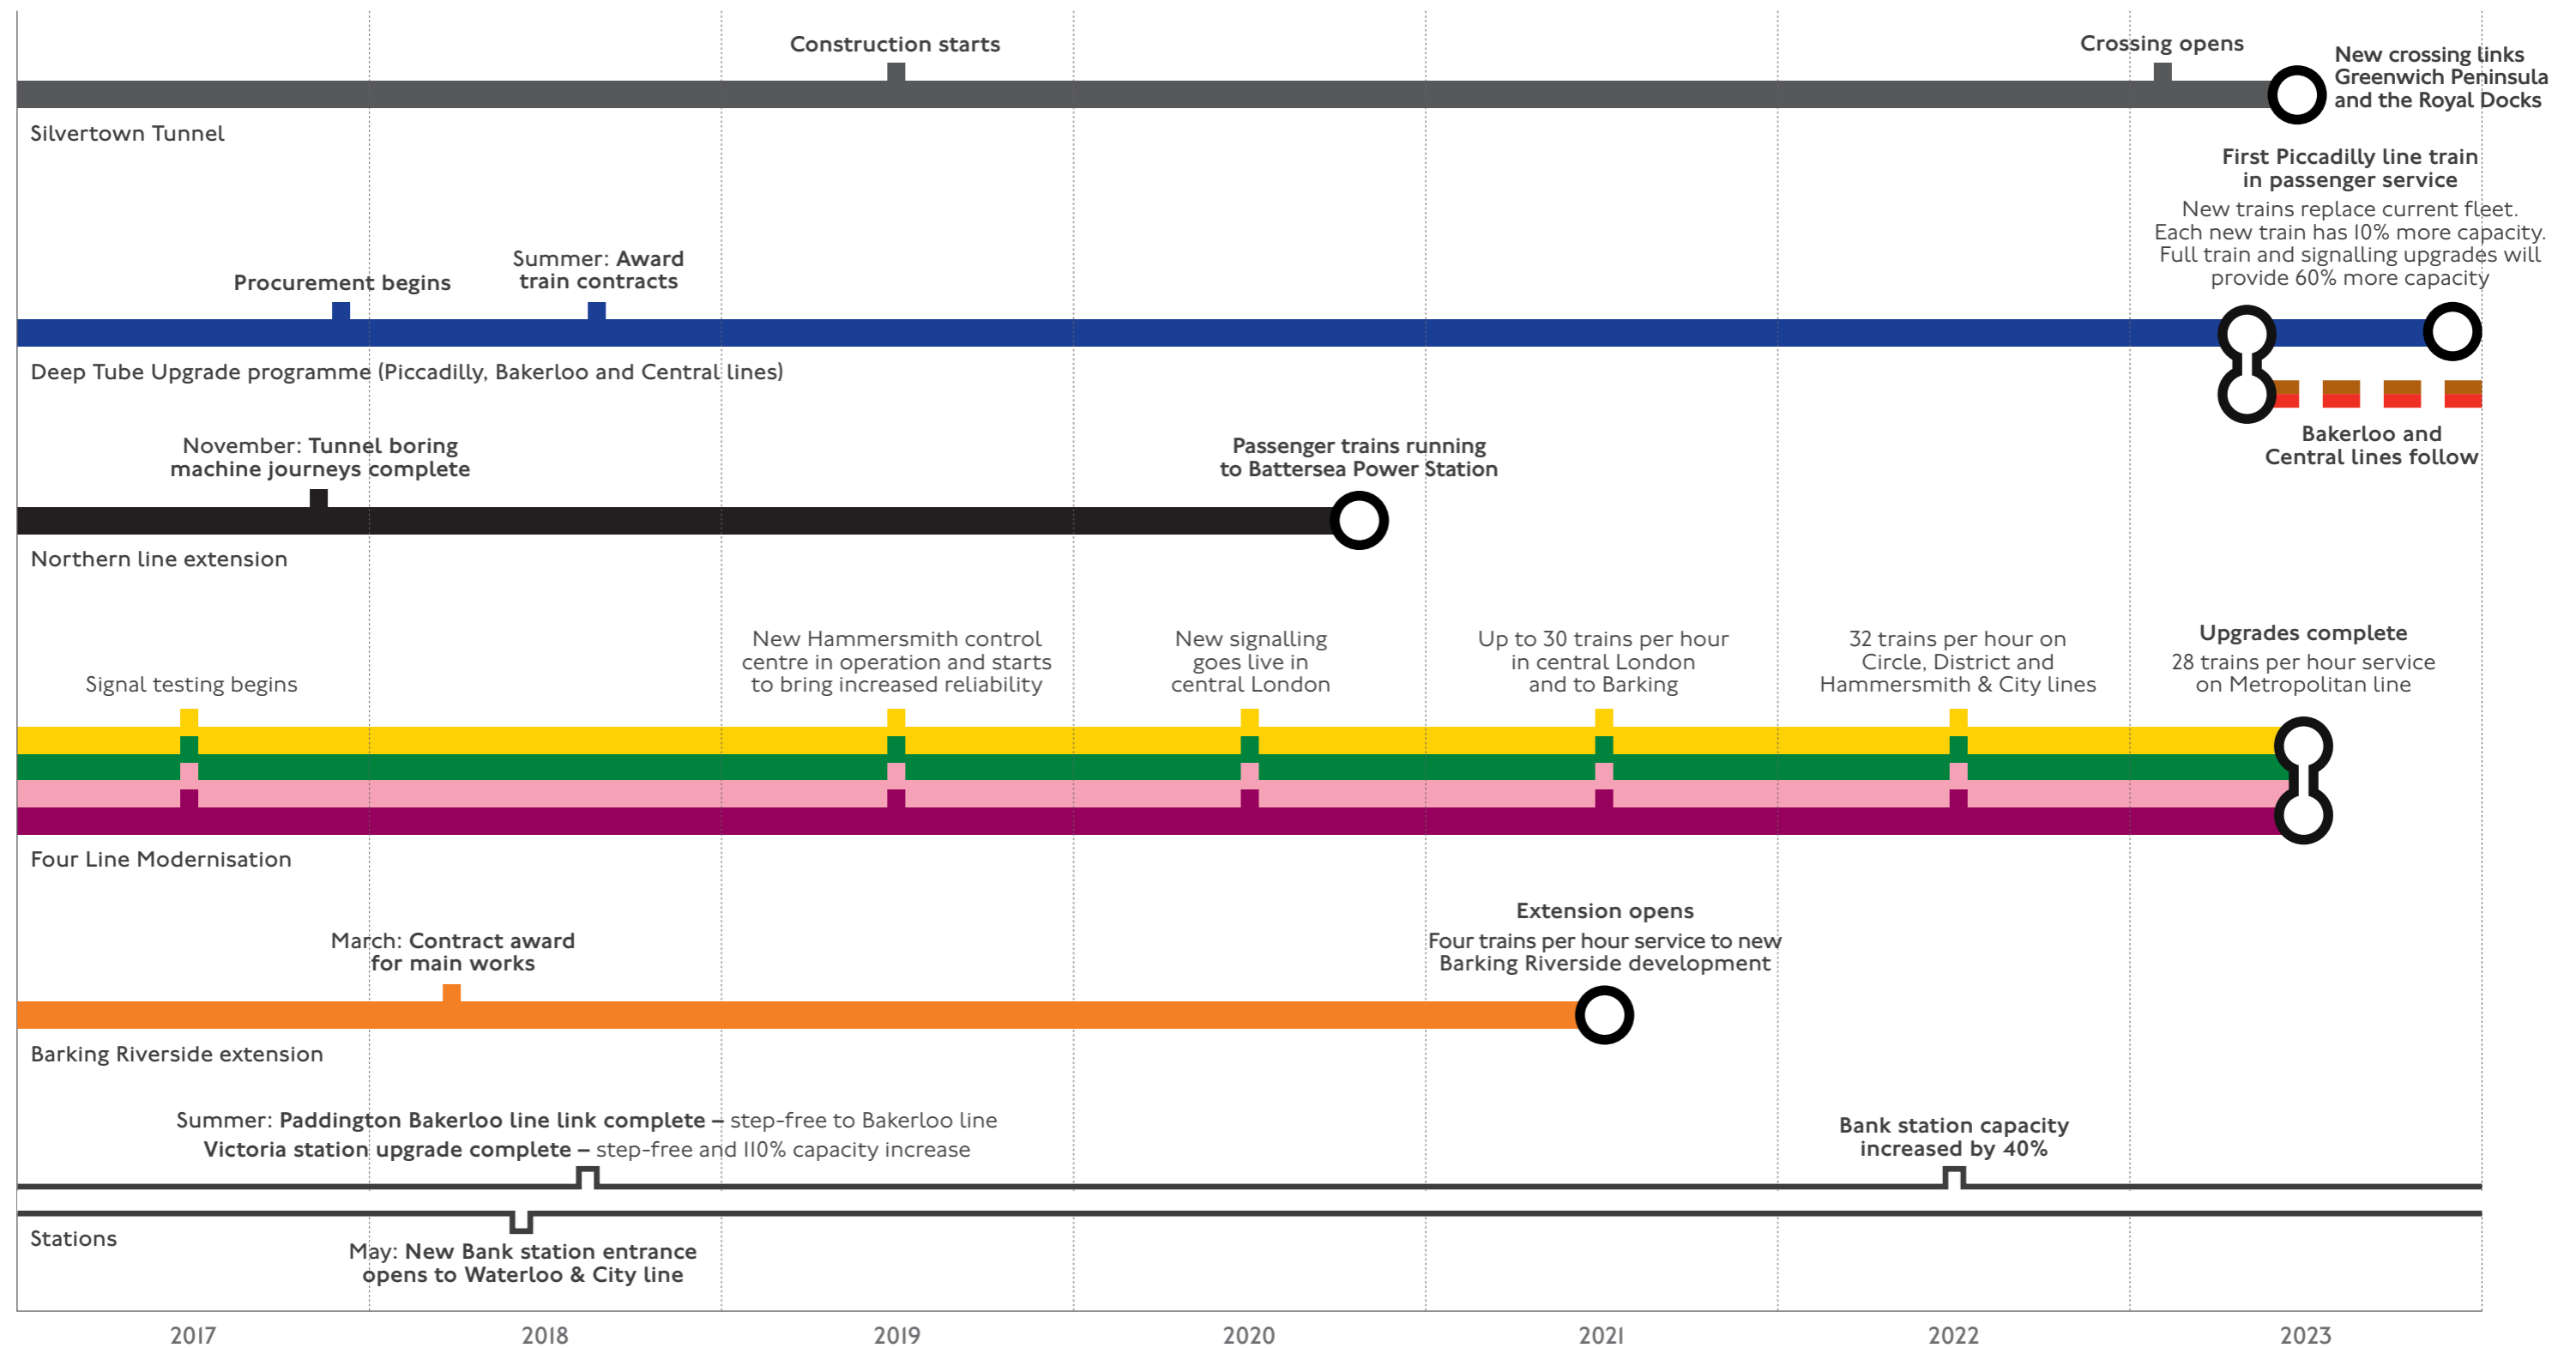 Construction starts
Crossing opens
New crossing links
Greenwich Peninsula
and the Royal Docks
Silvertown Tunnel
First Piccadilly line train
in passenger service
New trains replace current fleet.
Each new train has 10% more capacity.
Full train and signalling upgrades will
provide 60% more capacity
Procurement begins
Summer: Award
train contracts
Deep Tube Upgrade programme (Piccadilly, Bakerloo and Central lines)
Bakerloo and
Central lines follow
November: Tunnel boring
machine journeys complete
Passenger trains running
to Battersea Power Station
Northern line extension
Signal testing begins
New Hammersmith control
centre in operation and starts
to bring increased reliability
New signalling
goes live in
central London
Up to 30 trains per hour
in central London
and to Barking
32 trains per hour on
Circle, District and
Hammersmith & City lines
Upgrades complete
28 trains per hour service
on Metropolitan line
Four Line Modernisation
March: Contract award
for main works
Extension opens
Four trains per hour service to new
Barking Riverside development
Barking Riverside extension
Summer: Paddington Bakerloo line link complete – step-free to Bakerloo line
Victoria station upgrade complete – step-free and 110% capacity increase
Bank station capacity
increased by 40%
Stations
May: New Bank station entrance
opens to Waterloo & City line
2017
2018
2019
2020
2021
2022
2023